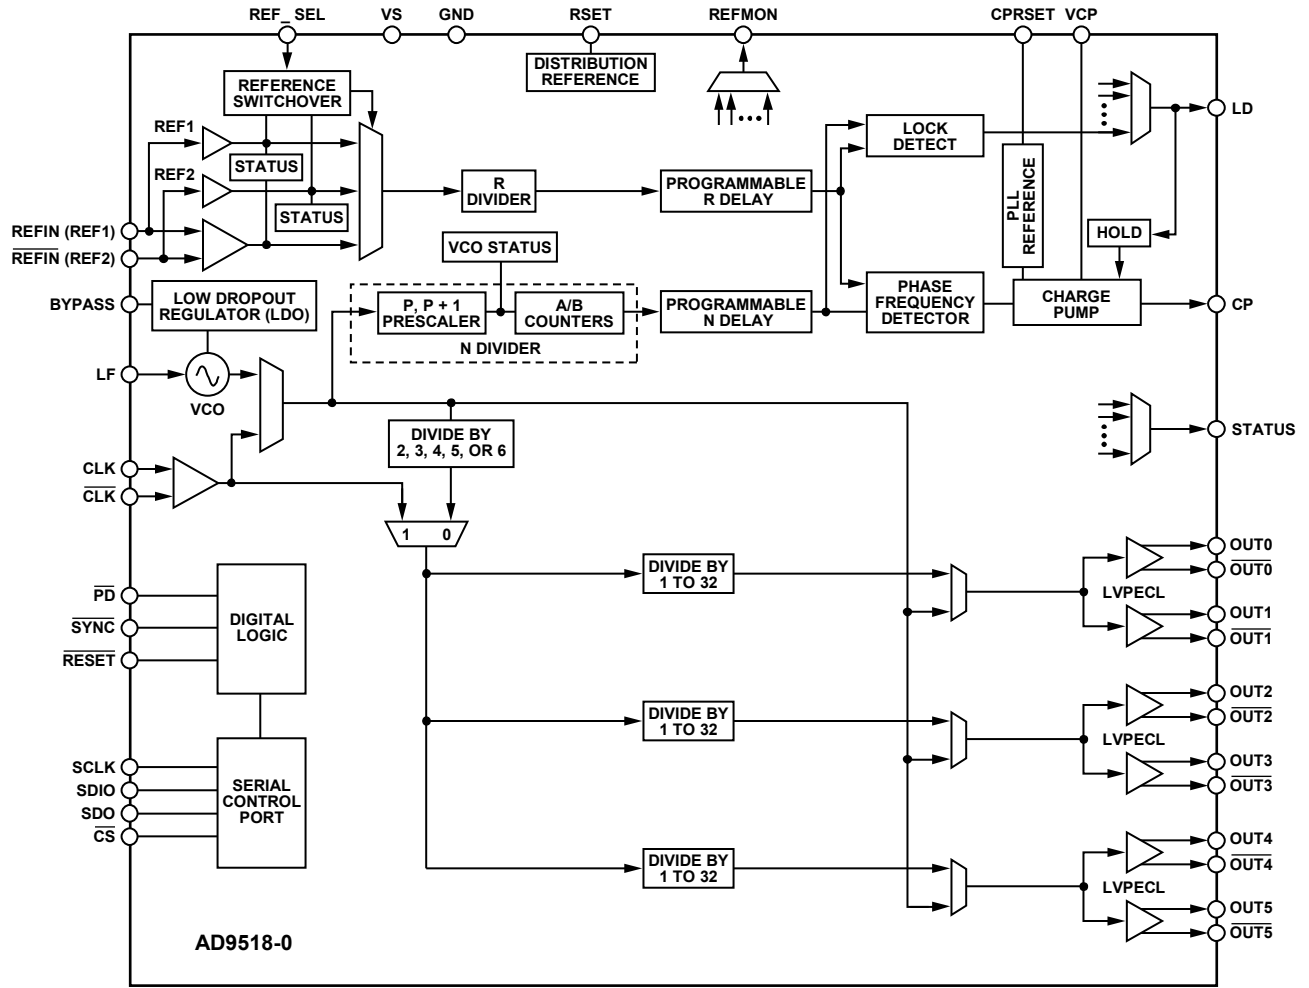 REF_ SEL
VS
GND
RSET
REFMON
CPRSET
VCP
DISTRIBUTION
REFERENCE
REFERENCE
SWITCHOVER
REF1
STATUS
REF2
STATUS
REFIN (REF1)
REFIN (REF2)
BYPASS
LF
CLK
CLK
PD
SYNC
RESET
SCLK
SDIO
SDO
CS
LOW DROPOUT
REGULATOR (LDO)
VCO
R
DIVIDER
VCO STATUS
P, P + 1
PRESCALER
A/B
COUNTERS
N DIVIDER
PROGRAMMABLE
R DELAY
PROGRAMMABLE
N DELAY
LOCK
DETECT
PLL
REFERENCE
HOLD
PHASE
FREQUENCY
DETECTOR
CHARGE
PUMP
LD
CP
STATUS
DIVIDE BY
2, 3, 4, 5, OR 6
1 0
DIGITAL
LOGIC
SERIAL
CONTROL
PORT
DIVIDE BY
1 TO 32
DIVIDE BY
1 TO 32
DIVIDE BY
1 TO 32
LVPECL
LVPECL
LVPECL
OUT0
OUT0
OUT1
OUT1
OUT2
OUT2
OUT3
OUT3
OUT4
OUT4
OUT5
OUT5
AD9518-0